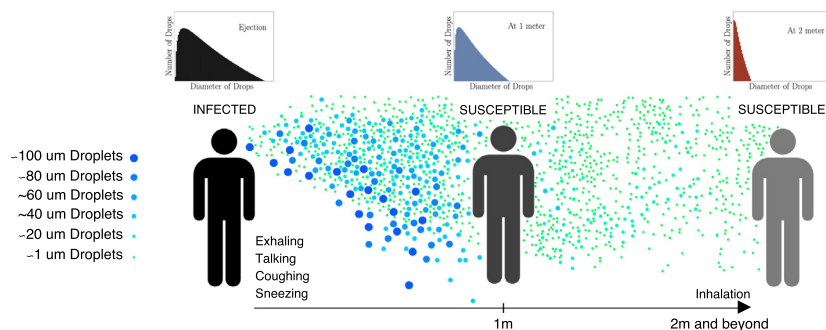 Number of Drops
Ejection
Diameter of Drops
Number of Drops
At 1 meter
Diameter of Drops
Number of Drops
At 2 meter
Diameter of Drops
INFECTED
SUSCEPTIBLE
SUSCEPTIBLE
~100 um Droplets
~80 um Droplets
~60 um Droplets
~40 um Droplets
~20 um Droplets
~1 um Droplets
Exhaling
Talking
Coughing
Sneezing
Inhalation
1m
2m and beyond